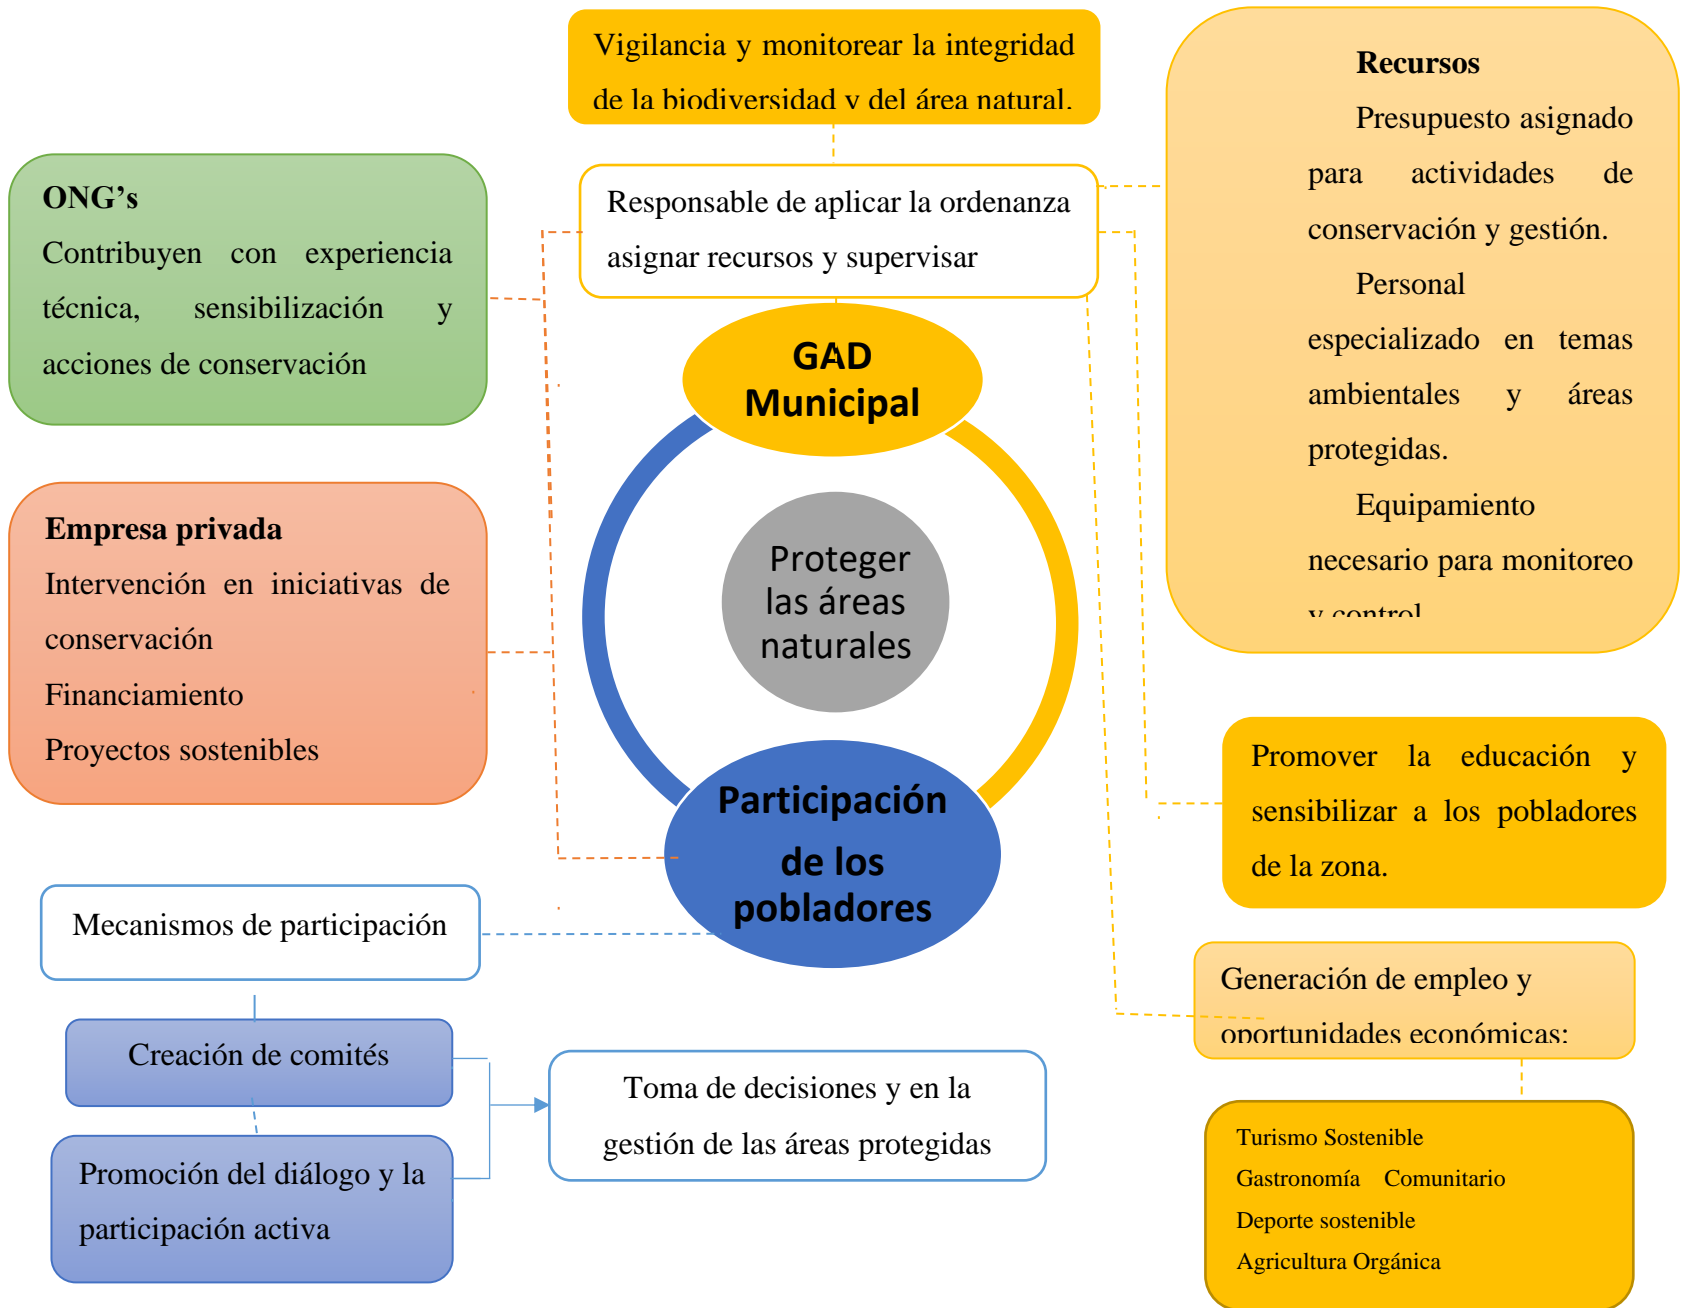 Vigilancia y monitorear la integridad
de la biodiversidad y del área natural.
Recursos
Presupuesto asignado
para actividades de
conservación y gestión.
Personal
especializado en temas
ambientales y áreas
protegidas.
Equipamiento
necesario para monitoreo
y control
ONG’s
Contribuyen con experiencia
técnica, sensibilización y
acciones de conservación
Responsable de aplicar la ordenanza
asignar recursos y supervisar
GAD
Municipal
Empresa privada
Intervención en iniciativas de
conservación
Financiamiento
Proyectos sostenibles
Proteger
las áreas
naturales
Promover la educación y
sensibilizar a los pobladores
de la zona.
Participación
de los
pobladores
Mecanismos de participación
Generación de empleo y
oportunidades económicas:
Creación de comités
Toma de decisiones y en la
gestión de las áreas protegidas
Promoción del diálogo y la
participación activa
Turismo Sostenible
Gastronomía Comunitario
Deporte sostenible
Agricultura Orgánica